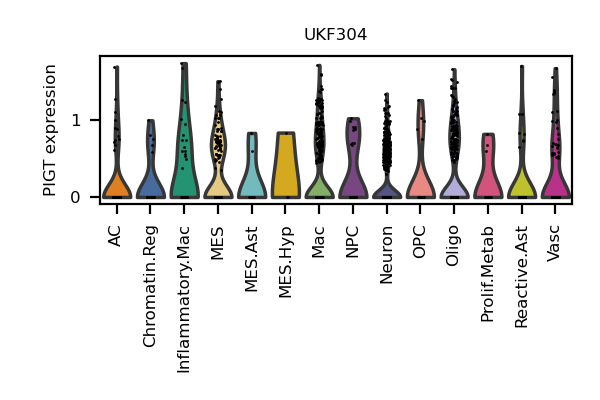 UKF304
PIGT expression
1
0
AC
Chromatin.Reg
Inflammatory.Mac
MES
MES.Ast
MES.Hyp
Mac
NPC
Neuron
OPC
Oligo
Prolif.Metab
Reactive.Ast
Vasc